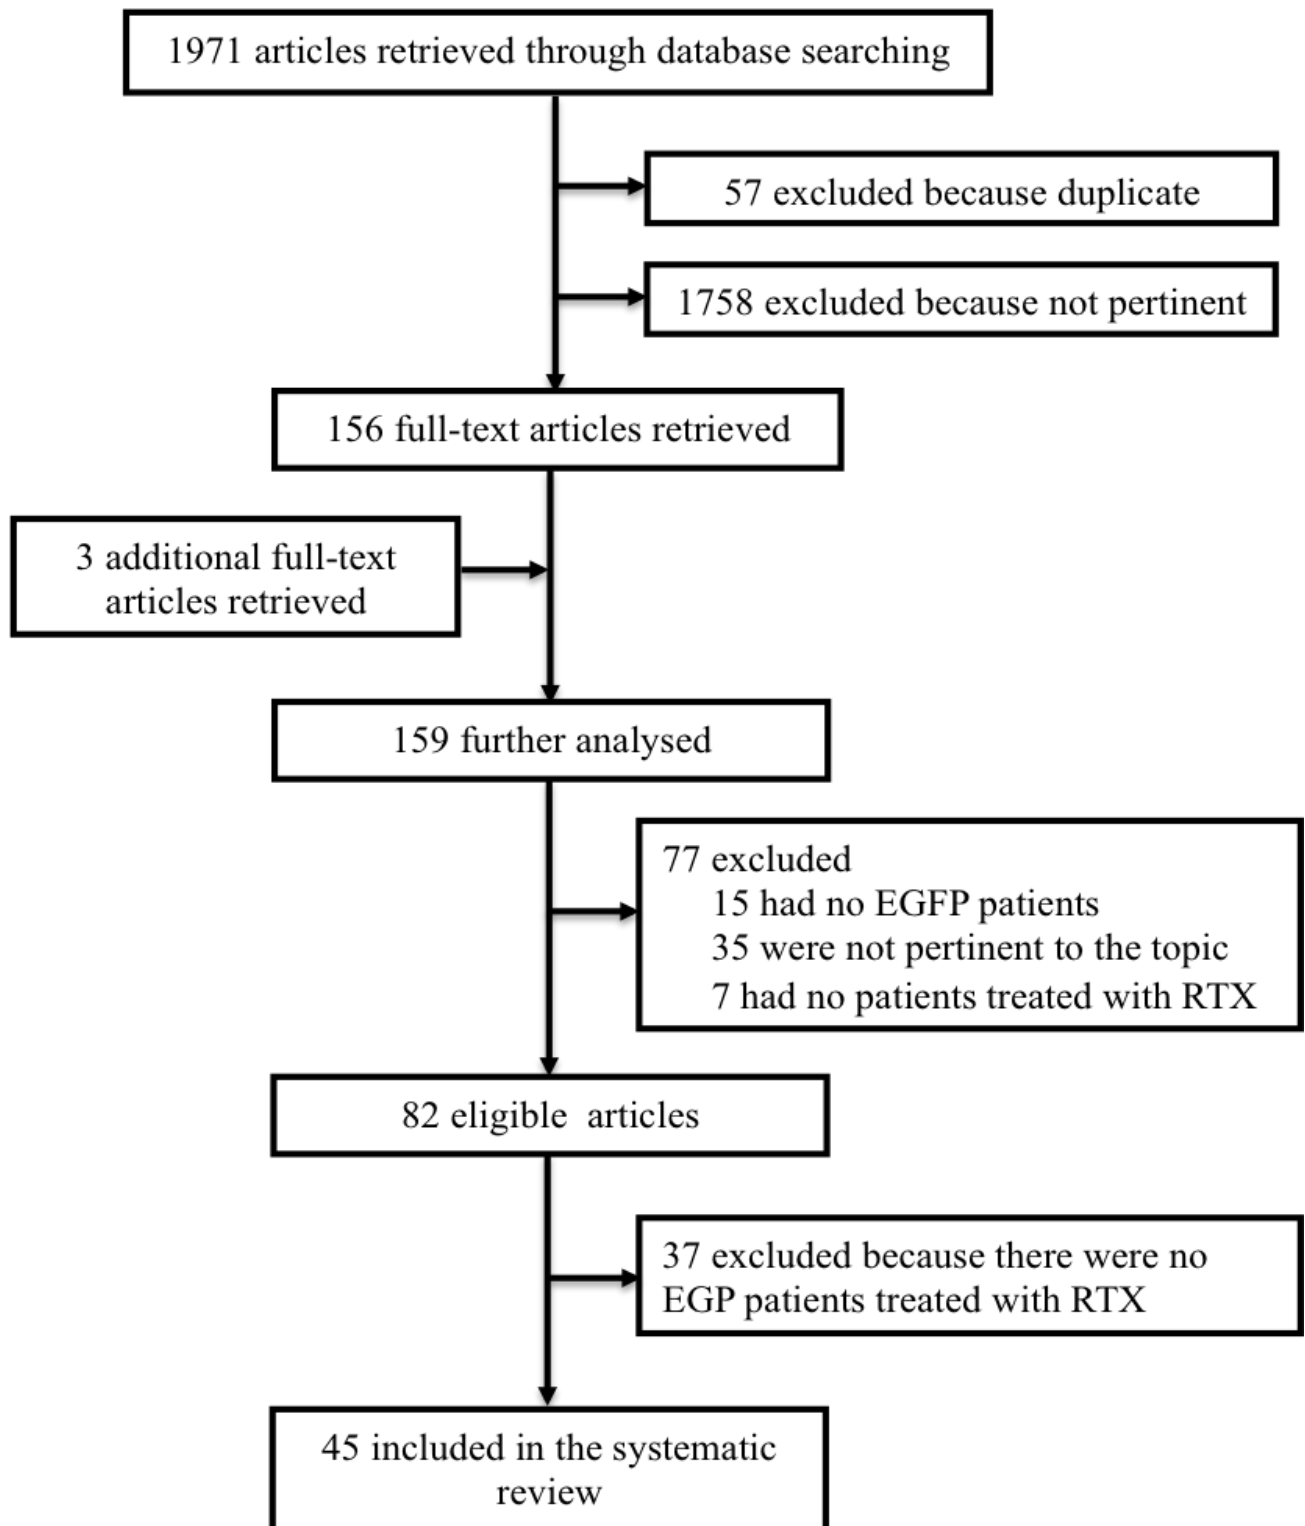 1971 articles retrieved through database searching
57 excluded because duplicate
1758 excluded because not pertinent
156 full-text articles retrieved
3 additional full-text
articles retrieved
159 further analysed
77 excluded
15 had no EGFP patients
35 were not pertinent to the topic
7 had no patients treated with RTX
82 eligible articles
37 excluded because there were no
EGP patients treated with RTX
45 included in the systematic
review